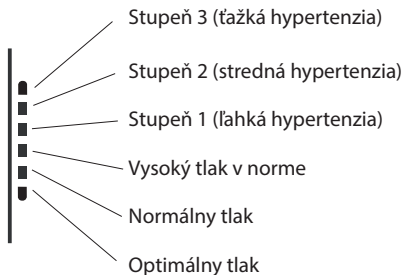 Stupeň 3 (ťažká hypertenzia)
Stupeň 2 (stredná hypertenzia)
Stupeň 1 (ľahká hypertenzia)
Vysoký tlak v norme
Normálny tlak
Optimálny tlak